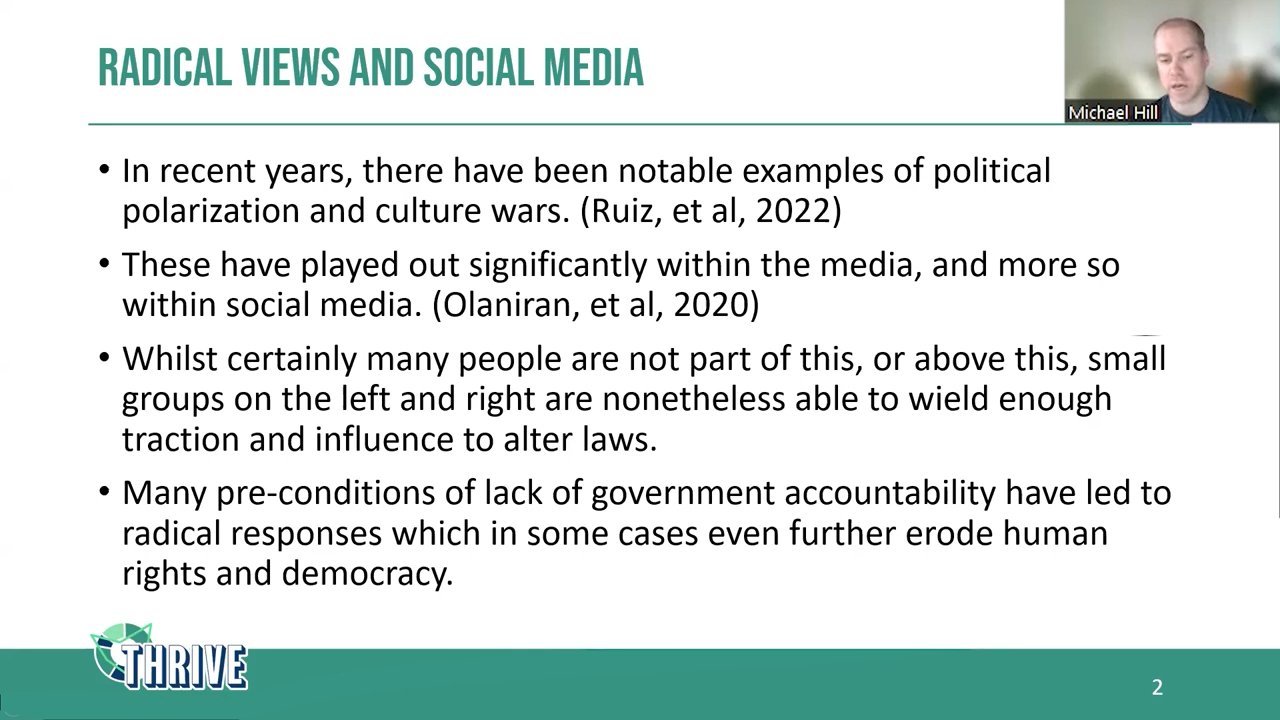 RADICAL VIEWS AND SOCIAL MEDIA
Michael Hill
• In recent years, there have been notable examples of political
polarization and culture wars. (Ruiz, et al, 2022)
• These have played out significantly within the media, and more so
within social media. (Olaniran, et al, 2020)
• Whilst certainly many people are not part of this, or above this, small
groups on the left and right are nonetheless able to wield enough
traction and influence to alter laws.
• Many pre-conditions of lack of government accountability have led to
radical responses which in some cases even further erode human
rights and democracy.
THRIVE
2